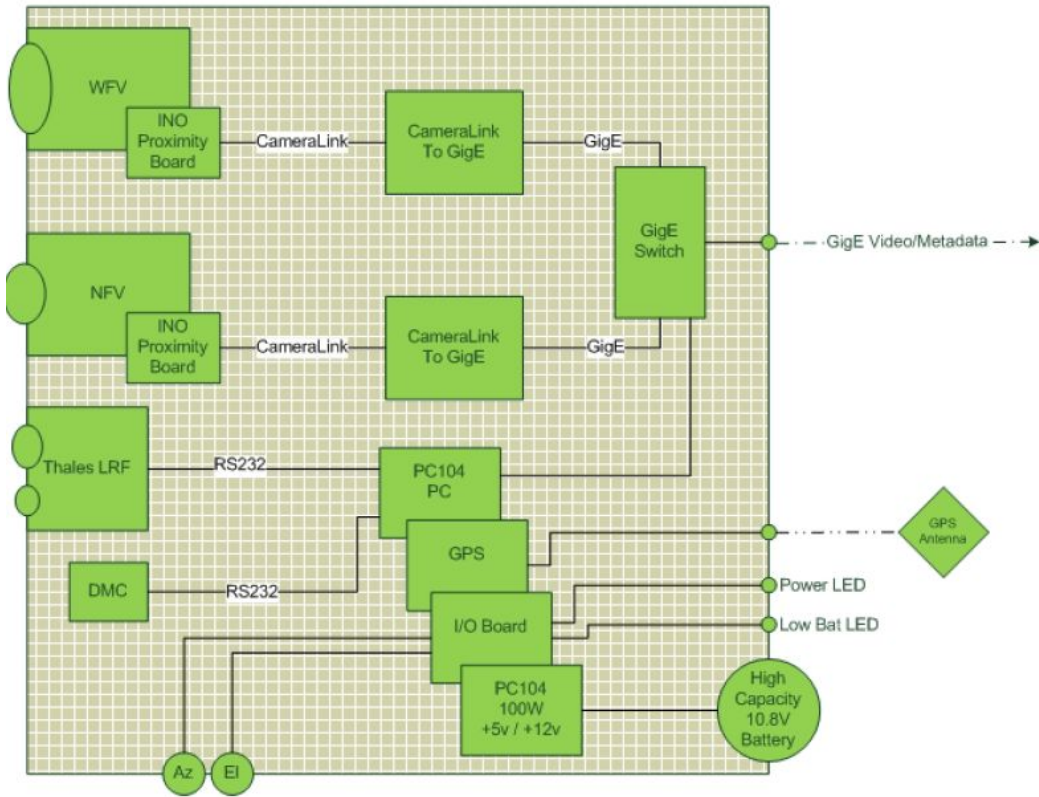 WFV
INO
Proximity
Board
CameraLink
CameraLink
To GigE
GigE
GigE
Switch
GigE Video/Metadata
NFV
INO
Proximity
Board
CameraLink
CameraLink
To GigE
GigE
Thales LRF
RS232
PC104
PC
GPS
Antenna
GPS
DMC
RS232
Power LED
I/O Board
Low Bat LED
PC104
100W
+5v / +12v
High
Capacity
10.8V
Battery
Az
El